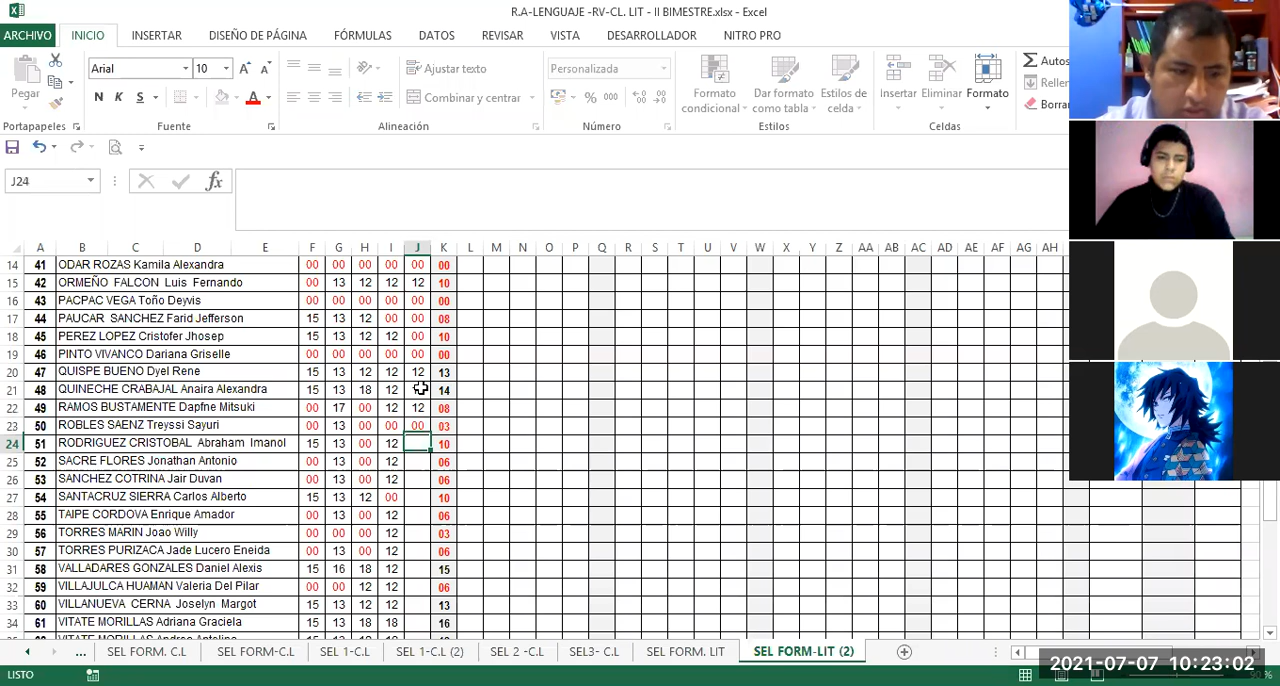 R.A-LENGUAJE -RV-CL. LIT - II BIMESTRE.xlsx - Excel
ARCHIVO INICIO INSERTAR DISEÑO DE PÁGINA FÓRMULAS DATOS REVISAR VISTA DESARROLLADOR NITRO PRO
Arial 10 Ajustar texto Personalizada Autos
Pegar N K S Combinar y centrar % 000 Formato condicional Dar formato como tabla Estilos de celda Insertar Eliminar Formato Borrar
Portapapeles Fuente Alineación Número Estilos Celdas
J24 fx
A B C D E F G H I J K L M N O P Q R S T U V W X Y Z AA AB AC AD AE AF AG AH
14 41 ODAR ROZAS Kamila Alexandra 00 00 00 00 00 00
15 42 ORMEÑO FALCON Luis Fernando 00 13 12 12 12 10
16 43 PACPAC VEGA Toño Deyvis 00 00 00 00 00 00
17 44 PAUCAR SANCHEZ Farid Jefferson 15 13 12 00 00 08
18 45 PEREZ LOPEZ Cristofer Jhosep 15 13 12 12 00 10
19 46 PINTO VIVANCO Dariana Griselle 00 00 00 00 00 00
20 47 QUISPE BUENO Dyel Rene 15 13 12 12 12 13
21 48 QUINECHE CRABAJAL Anaira Alexandra 15 13 18 12 14
22 49 RAMOS BUSTAMENTE Dapfne Mitsuki 00 17 00 12 12 08
23 50 ROBLES SAENZ Treyssi Sayuri 00 13 00 00 00 03
24 51 RODRIGUEZ CRISTOBAL Abraham Imanol 15 13 00 12 10
25 52 SACRE FLORES Jonathan Antonio 00 13 00 12 06
26 53 SANCHEZ COTRINA Jair Duvan 00 13 00 12 06
27 54 SANTACRUZ SIERRA Carlos Alberto 15 13 12 00 10
28 55 TAIPE CORDOVA Enrique Amador 00 13 00 12 06
29 56 TORRES MARIN Joao Willy 00 00 00 12 03
30 57 TORRES PURIZACA Jade Lucero Eneida 00 13 00 12 06
31 58 VALLADARES GONZALES Daniel Alexis 15 16 18 12 15
32 59 VILLAJULCA HUAMAN Valeria Del Pilar 00 00 12 12 06
33 60 VILLANUEVA CERNA Joselyn Margot 15 13 12 12 13
34 61 VITATE MORILLAS Adriana Graciela 15 13 18 18 16
VITATE MORILLAS
... SEL FORM. C.L SEL FORM-C.L SEL 1-C.L SEL 1-C.L (2) SEL 2 -C.L SEL3- C.L SEL FORM. LIT SEL FORM-LIT (2)
LISTO 2021-07-07 10:23:02